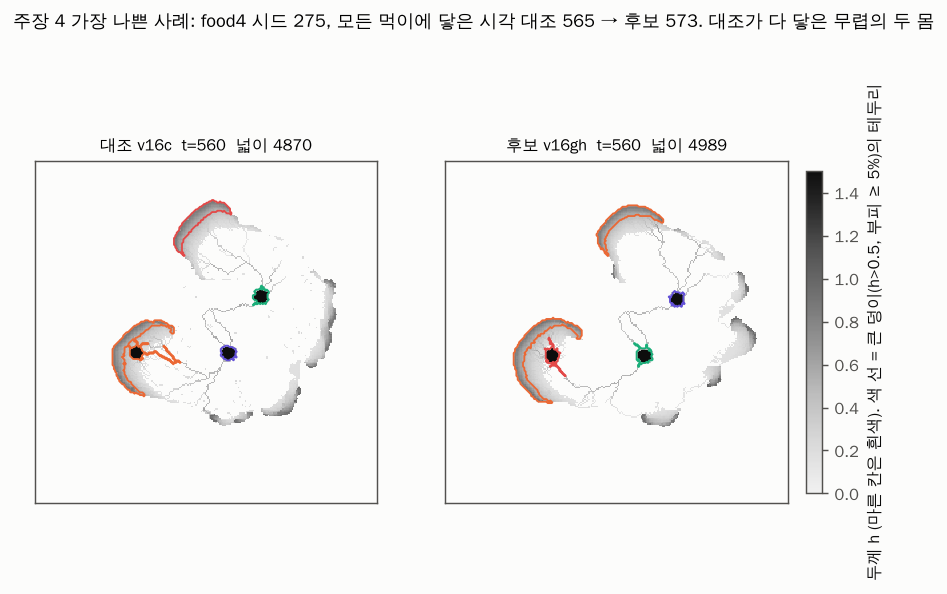 주장 4 가장 나쁜 사례: food4 시드 275, 모든 먹이에 닿은 시각 대조 565 → 후보 573. 대조가 다 닿은 무렵의 두 몸
대조 v16c t=560 넓이 4870
후보 v16gh t=560 넓이 4989
1.4
1.2
1.0
0.8
0.6
0.4
0.2
0.0
두께 h (마른 칸은 흰색). 색 선 = 큰 덩이(h>0.5, 부피 ≥ 5%)의 테두리